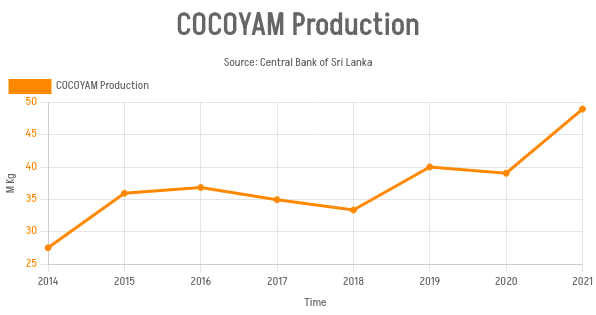 COCOYAM Production
Source: Central Bank of Sri Lanka
COCOYAM Production
50
45
40
35
30
25
M Kg
2014 2015 2016 2017 2018 2019 2020 2021
Time